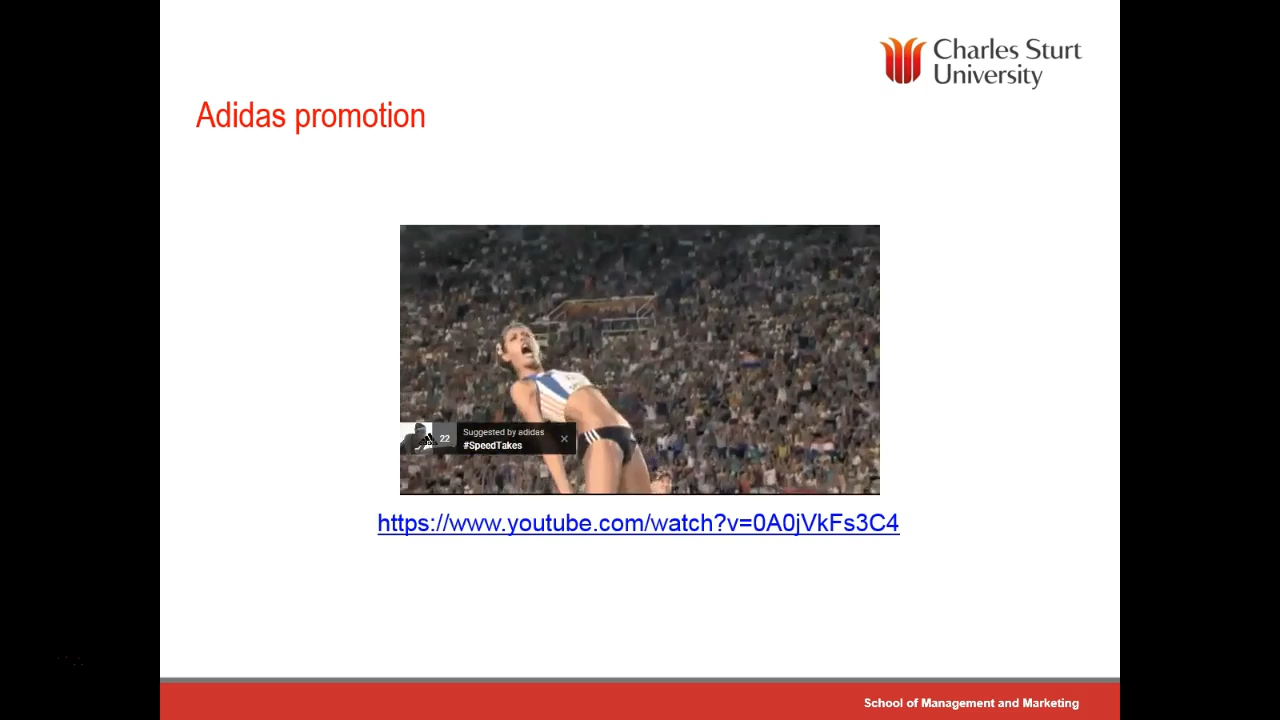 Charles Sturt
University
Adidas promotion
22
Suggested by adidas
#SpeedTakes
https://www.youtube.com/watch?v=0A0jVkFs3C4
School of Management and Marketing